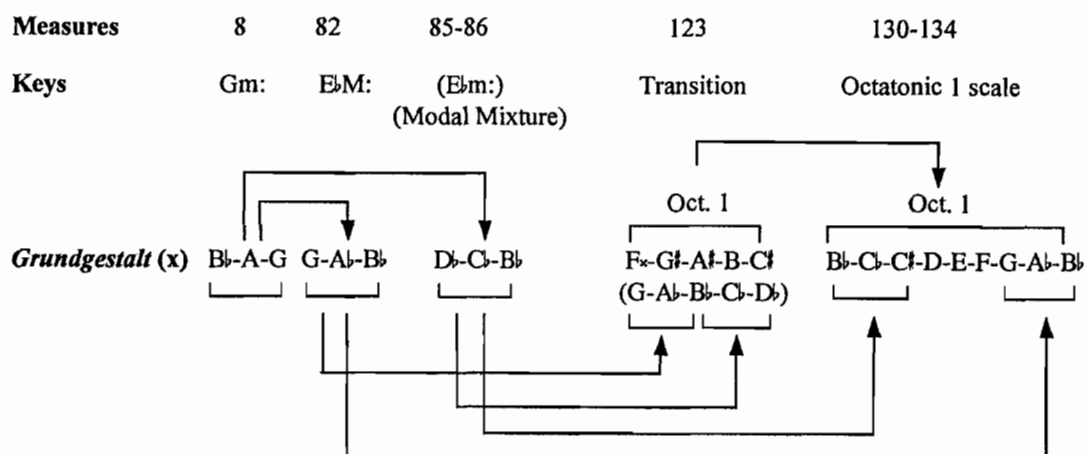 Measures 8 82 85-86 123 130-134
Keys Gm: E♭M: (E♭m:) Transition Octatonic 1 scale
(Modal Mixture)
Oct. 1 Oct. 1
Grundgestalt (x) B♭-A-G G-A♭-B♭ D♭-C♭-B♭ F𝄪-G♯-A♯-B-C♯ B♭-C♭-C♯-D-E-F-G-A♭-B♭
(G-A♭-B♭-C♭-D♭)